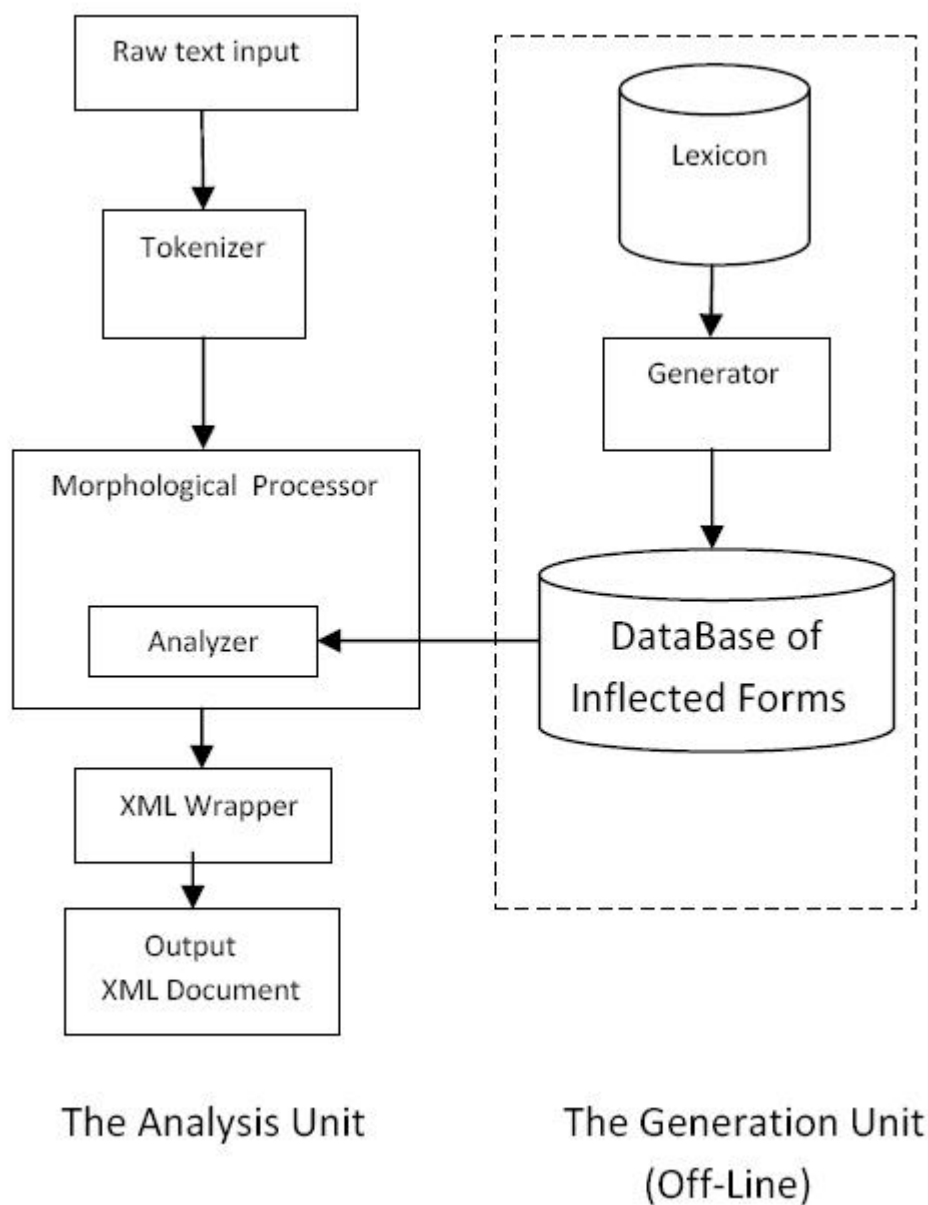 Raw text input
Tokenizer
Morphological Processor
Analyzer
XML Wrapper
Output
XML Document
The Analysis Unit
Lexicon
Generator
DataBase of
Inflected Forms
The Generation Unit
(Off-Line)